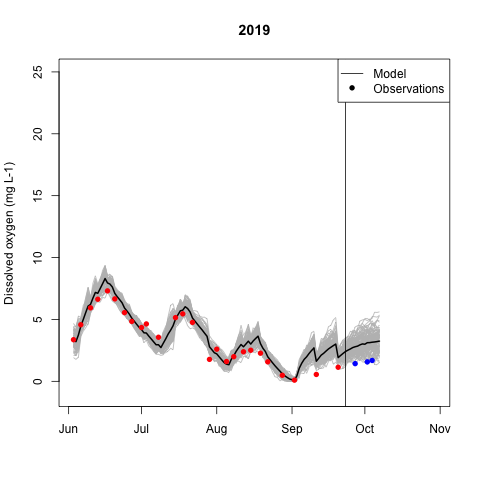 2019
Model
Observations
Dissolved oxygen (mg L-1)
25
20
15
10
5
0
Jun Jul Aug Sep Oct Nov